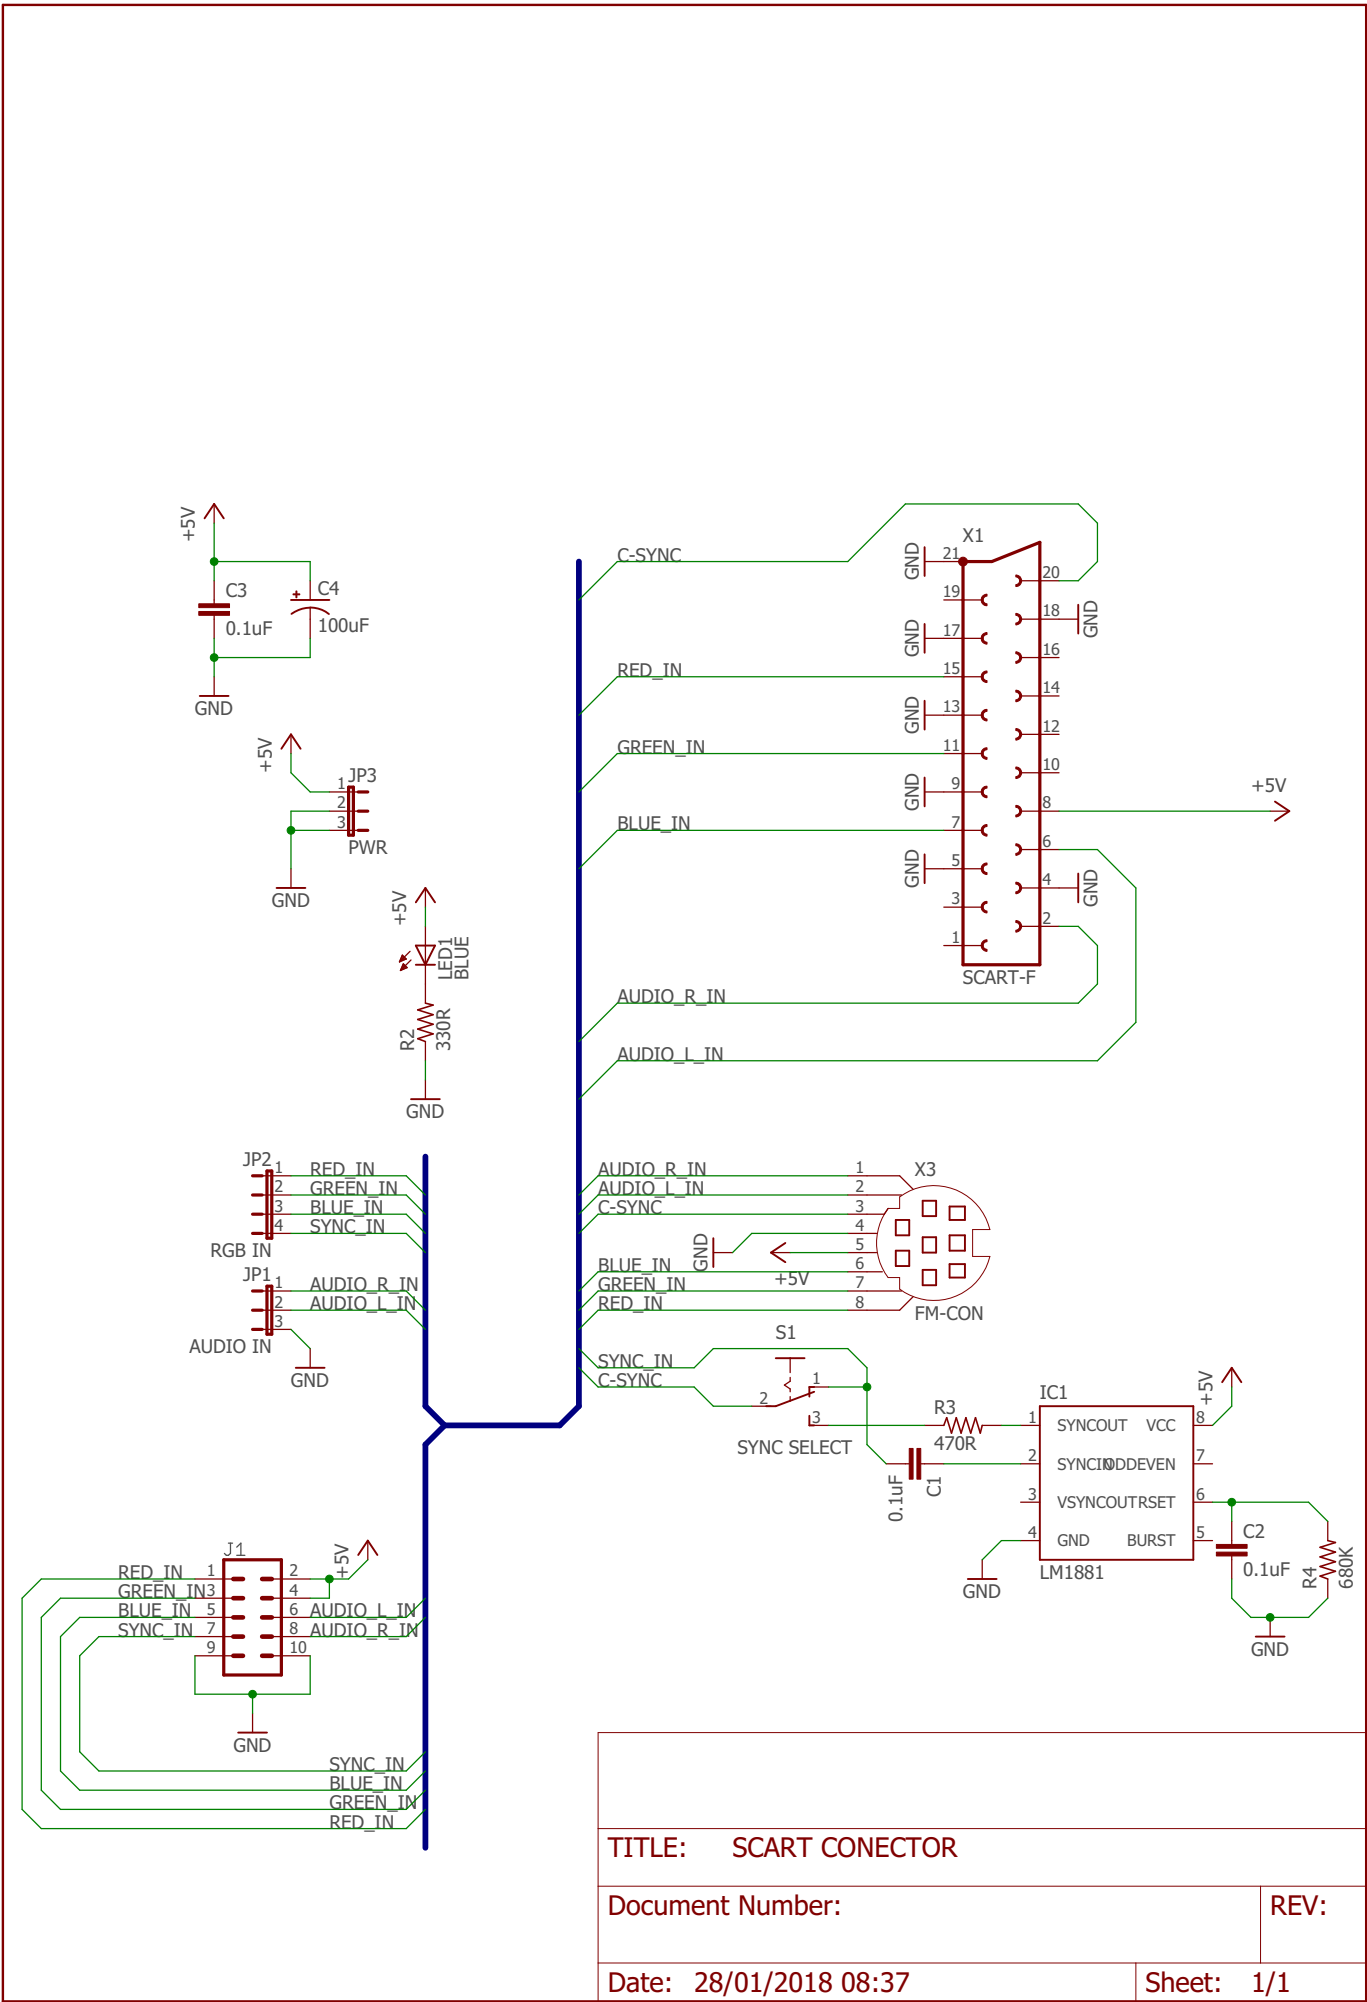 +5V
C3
0.1uF
C4
100uF
GND
+5V
JP3
1
2
3
PWR
GND
+5V
LED1
BLUE
R2
330R
GND
C-SYNC
RED_IN
GREEN_IN
BLUE_IN
AUDIO_R_IN
AUDIO_L_IN
X1
GND 21
19
GND 17
15
GND 13
11
GND 9
7
GND 5
3
1
20
18 GND
16
14
12
10
8
6
4 GND
2
+5V
SCART-F
JP2
1 RED_IN
2 GREEN_IN
3 BLUE_IN
4 SYNC_IN
RGB IN
JP1
1 AUDIO_R_IN
2 AUDIO_L_IN
3
AUDIO IN
GND
AUDIO_R_IN 1 X3
AUDIO_L_IN 2
C-SYNC 3
GND 4
+5V 5
BLUE_IN 6
GREEN_IN 7
RED_IN 8
FM-CON
S1
SYNC_IN
C-SYNC
1
2
3
SYNC SELECT
R3
470R
0.1uF
C1
IC1
+5V
1 SYNCOUT VCC 8
2 SYNCIN ODDEVEN 7
3 VSYNCOUT RSET 6
4 GND BURST 5
LM1881
GND
C2
0.1uF
R4
680K
GND
J1
+5V
RED_IN 1 2
GREEN_IN 3 4
BLUE_IN 5 6 AUDIO_L_IN
SYNC_IN 7 8 AUDIO_R_IN
9 10
GND
SYNC_IN
BLUE_IN
GREEN_IN
RED_IN
TITLE: SCART CONECTOR
Document Number:
REV:
Date: 28/01/2018 08:37
Sheet: 1/1